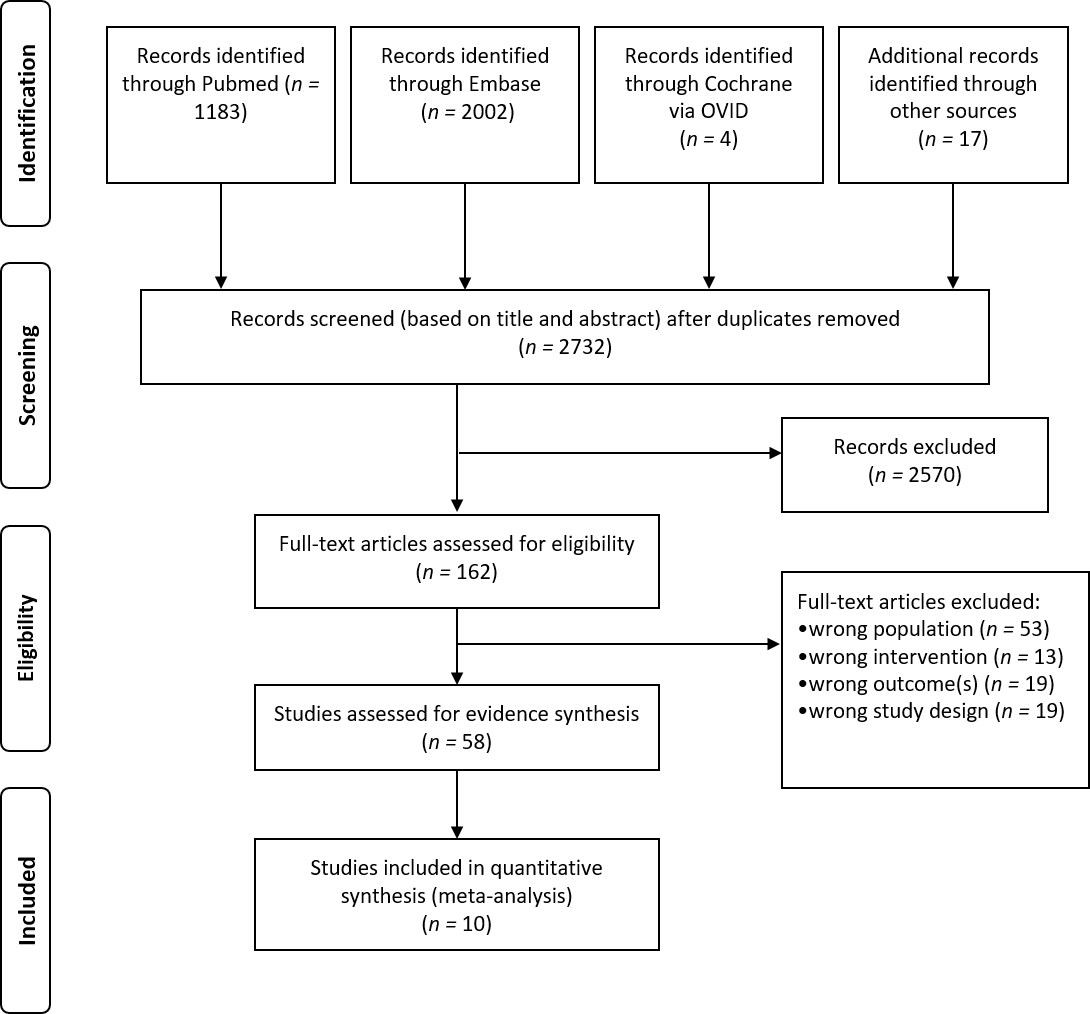 Identification
Records identified
through Pubmed (n =
1183)
Records identified
through Embase
(n = 2002)
Records identified
through Cochrane
via OVID
(n = 4)
Additional records
identified through
other sources
(n = 17)
Screening
Records screened (based on title and abstract) after duplicates removed
(n = 2732)
Records excluded
(n = 2570)
Eligibility
Full-text articles assessed for eligibility
(n = 162)
Full-text articles excluded:
•wrong population (n = 53)
•wrong intervention (n = 13)
•wrong outcome(s) (n = 19)
•wrong study design (n = 19)
Studies assessed for evidence synthesis
(n = 58)
Included
Studies included in quantitative
synthesis (meta-analysis)
(n = 10)